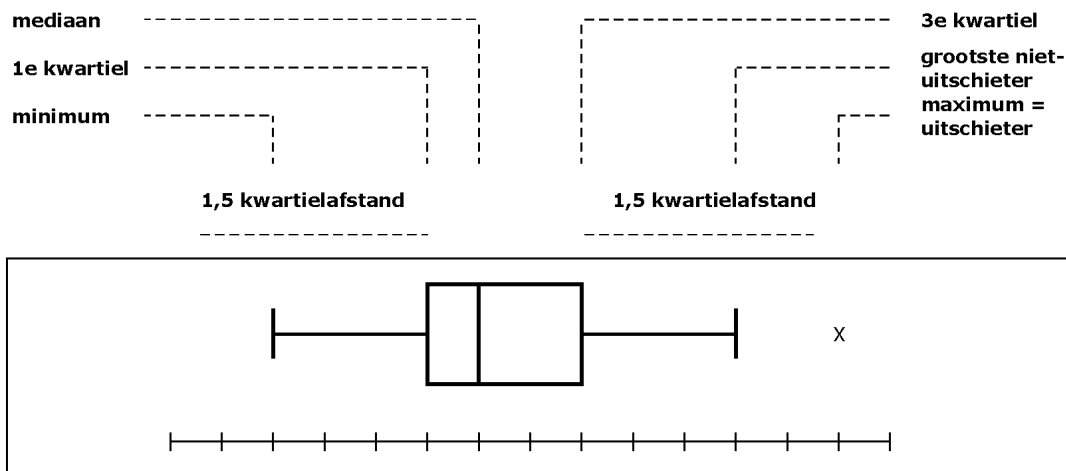 mediaan
1e kwartiel
minimum
3e kwartiel
grootste niet-
uitschieter
maximum =
uitschieter
1,5 kwartielafstand
1,5 kwartielafstand
X